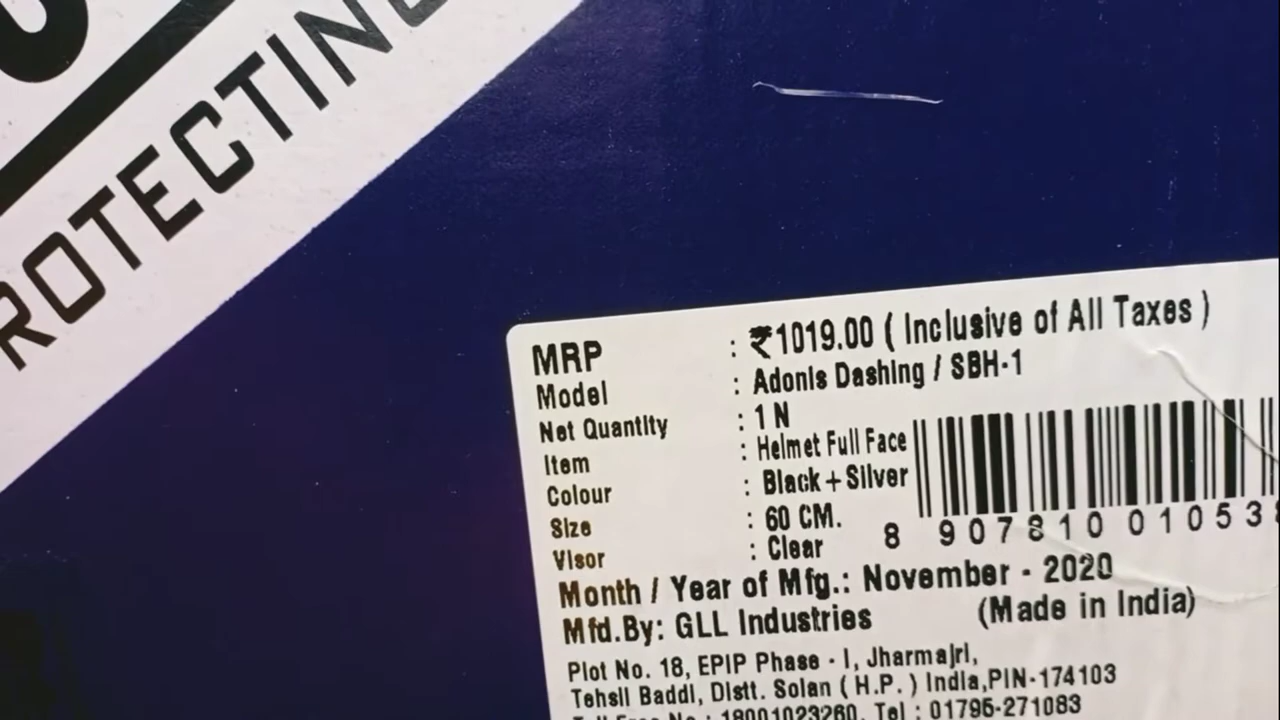 ROTECTING
MRP : ₹1019.00 ( Inclusive of All Taxes )
Model : Adonis Dashing / SBH-1
Net Quantity : 1 N
Item : Helmet Full Face
Colour : Black+Silver
Size : 60 CM.
Visor : Clear
8 907810 01053
Month / Year of Mfg.: November - 2020
Mfd.By: GLL Industries (Made in India)
Plot No. 18, EPIP Phase - I, Jharmajri,
Tehsil Baddi, Distt. Solan ( H.P. ) India,PIN-174103
Toll Free No : 18001023260, Tel : 01795-271083